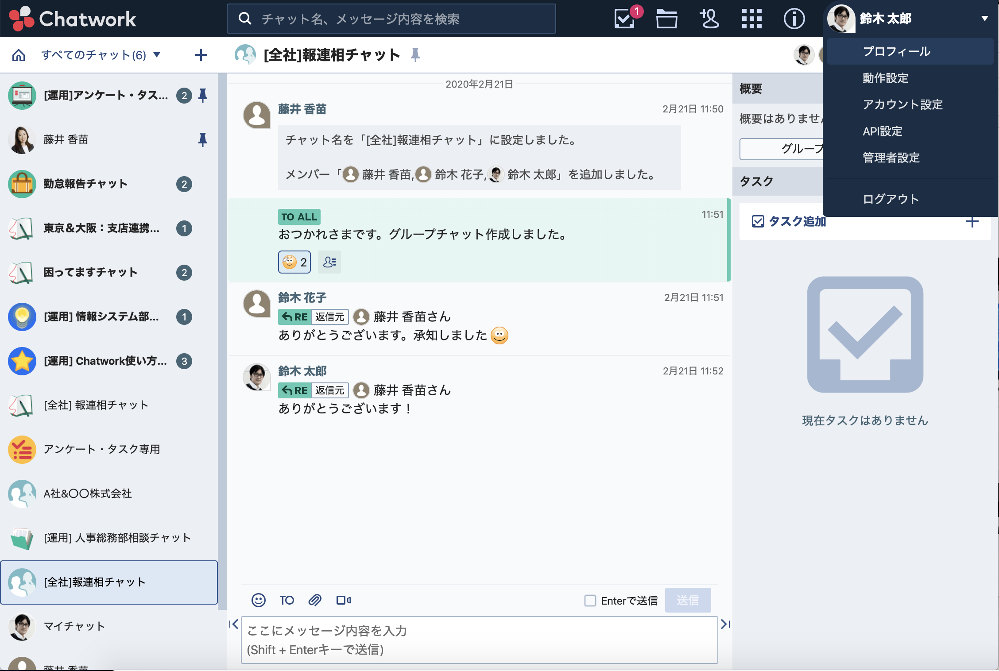 Chatwork
チャット名、メッセージ内容を検索
1
鈴木 太郎
プロフィール
動作設定
アカウント設定
API設定
管理者設定
ログアウト
すべてのチャット(6)
[運用]アンケート・タス... 2
藤井 香苗
勤怠報告チャット 2
東京＆大阪：支店連携... 1
困ってますチャット 2
[運用] 情報システム部... 1
[運用] Chatwork使い方... 3
[全社] 報連相チャット
アンケート・タスク専用
A社&〇〇株式会社
[運用] 人事総務部相談チャット
[全社]報連相チャット
マイチャット
藤井 香苗
[全社]報連相チャット
2020年2月21日
藤井 香苗 2月21日 11:50
チャット名を「[全社]報連相チャット」に設定しました。
メンバー「藤井 香苗,鈴木 花子,鈴木 太郎」を追加しました。
TO ALL 11:51
おつかれさまです。グループチャット作成しました。
2
鈴木 花子 2月21日 11:51
RE 返信元 藤井 香苗さん
ありがとうございます。承知しました
鈴木 太郎 2月21日 11:52
RE 返信元 藤井 香苗さん
ありがとうございます！
TO Enterで送信 送信
ここにメッセージ内容を入力
(Shift + Enterキーで送信)
概要
概要はありませ
グループ
タスク
タスク追加
現在タスクはありません